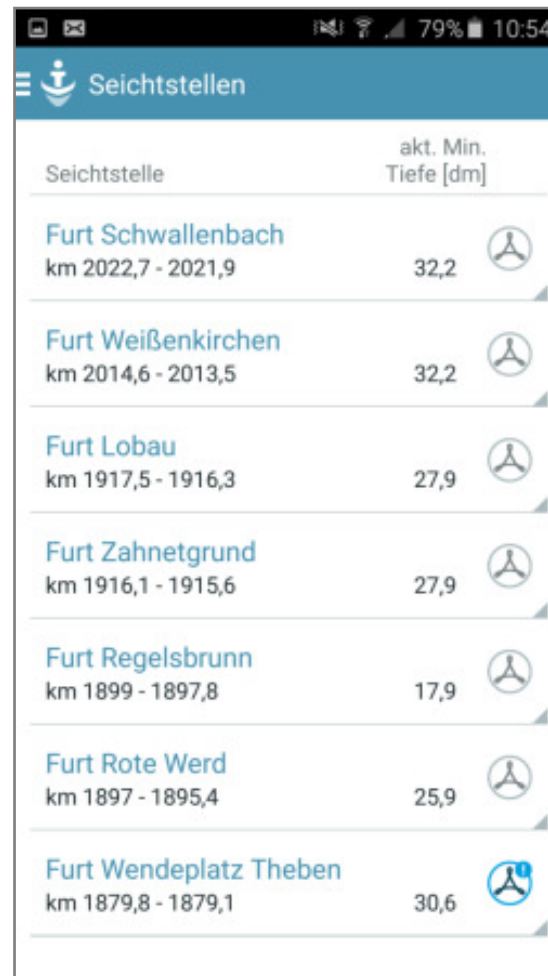 79% 10:54
Seichtstellen
akt. Min.
Seichtstelle Tiefe [dm]
Furt Schwallenbach
km 2022,7 - 2021,9 32,2
Furt Weißenkirchen
km 2014,6 - 2013,5 32,2
Furt Lobau
km 1917,5 - 1916,3 27,9
Furt Zahnetgrund
km 1916,1 - 1915,6 27,9
Furt Regelsbrunn
km 1899 - 1897,8 17,9
Furt Rote Werd
km 1897 - 1895,4 25,9
Furt Wendeplatz Theben
km 1879,8 - 1879,1 30,6